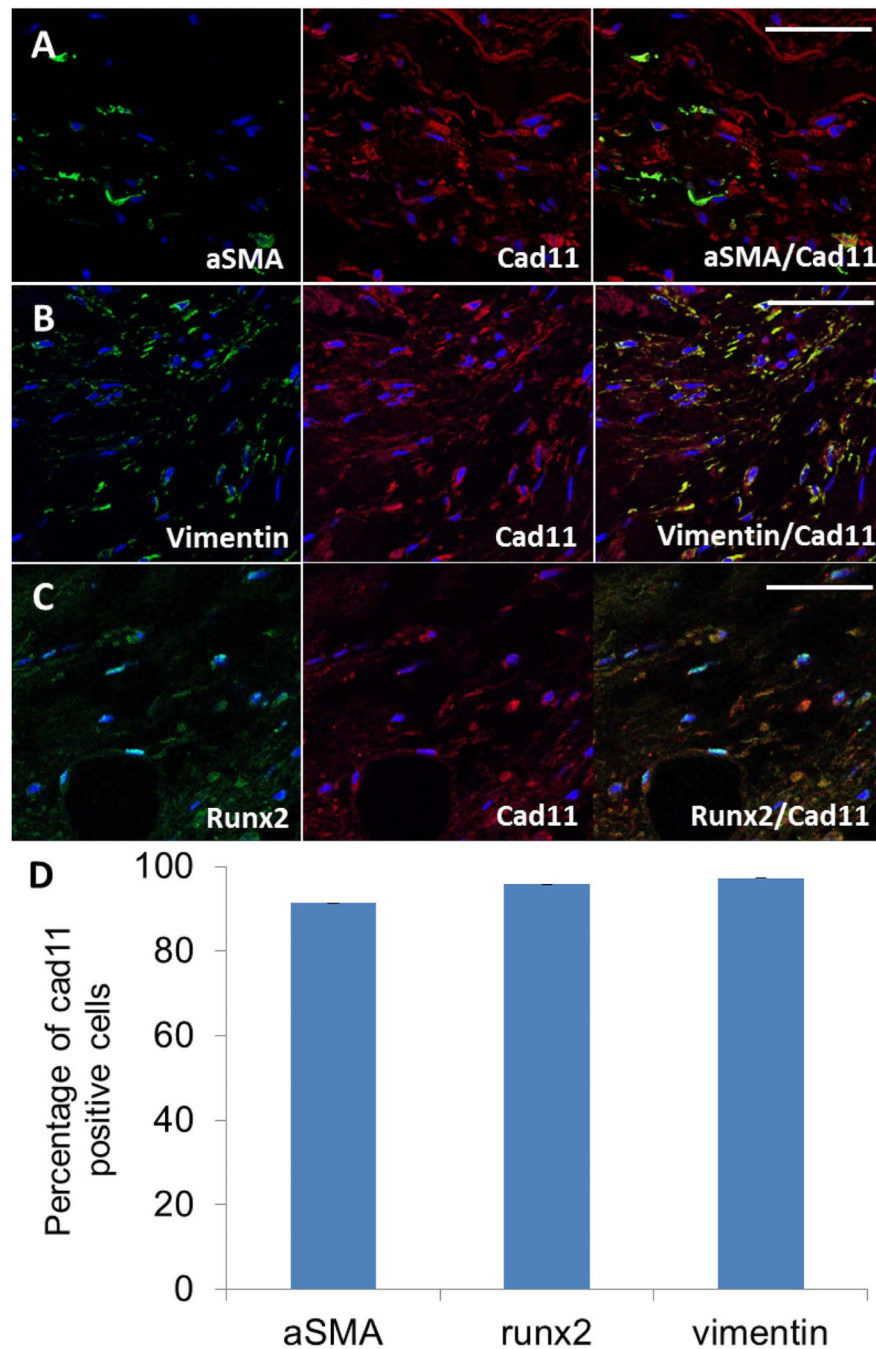 A
aSMA
Cad11
aSMA/Cad11
B
Vimentin
Cad11
Vimentin/Cad11
C
Runx2
Cad11
Runx2/Cad11
D
Percentage of cad11
positive cells
100
80
60
40
20
0
aSMA
runx2
vimentin